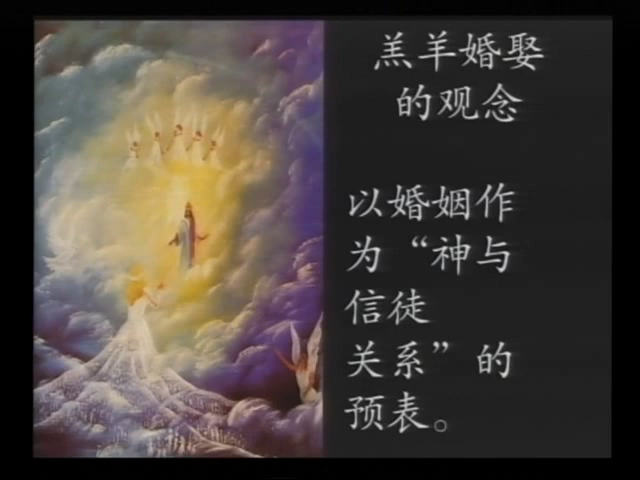 羔羊婚娶
的观念
以婚姻作
为“神与
信徒
关系”的
预表。